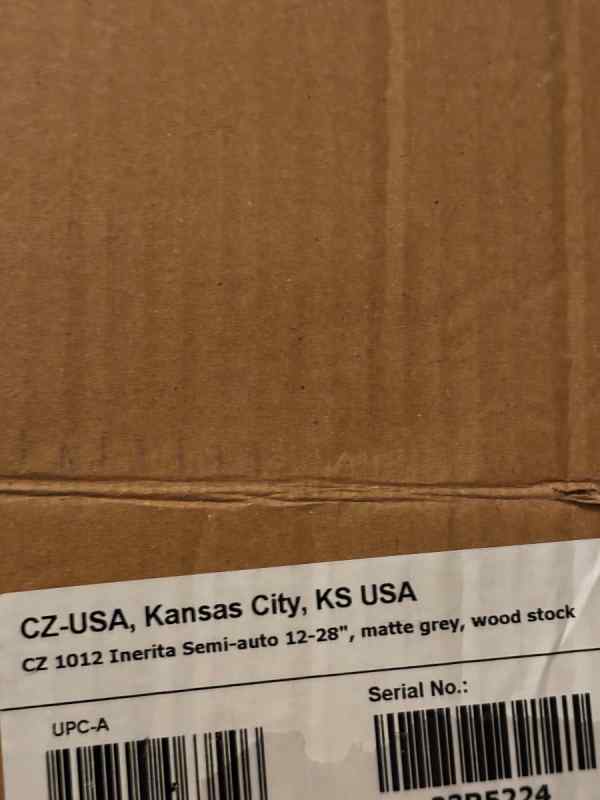 CZ-USA, Kansas City, KS USA
CZ 1012 Inerita Semi-auto 12-28", matte grey, wood stock
Serial No.:
UPC-A